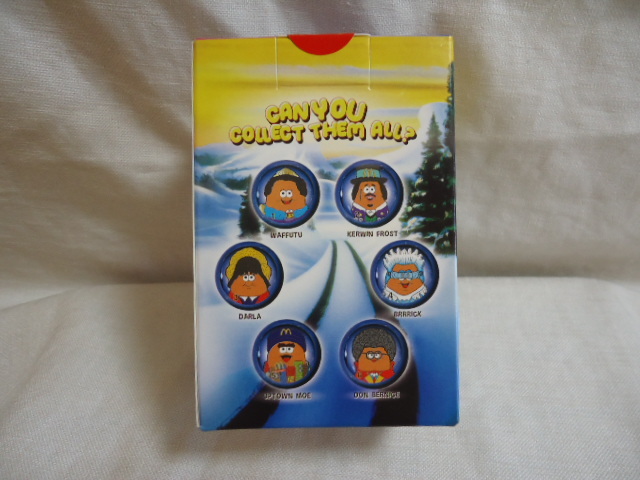 CAN YOU
COLLECT THEM ALL?
WAFFUTU
KERWIN FROST
DARLA
BRRRICK
UPTOWN MOE
DON BERNICE